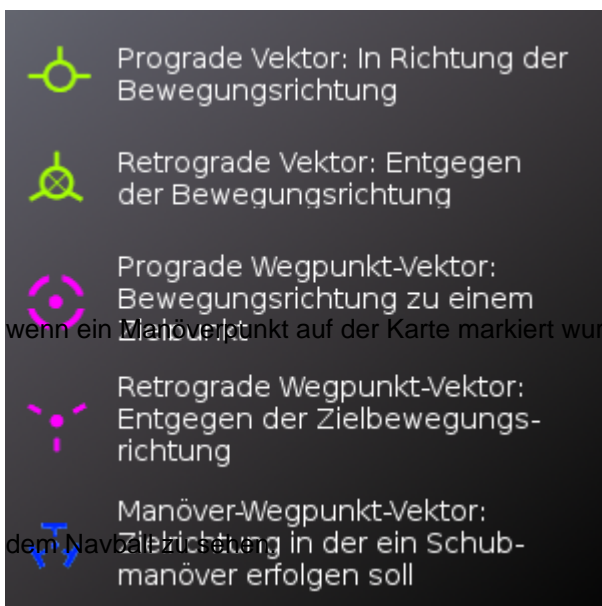 Prograde Vektor: In Richtung der
Bewegungsrichtung
Retrograde Vektor: Entgegen
der Bewegungsrichtung
Prograde Wegpunkt-Vektor:
Bewegungsrichtung zu einem
Zielpunkt
wenn ein Manöverpunkt auf der Karte markiert wur
Retrograde Wegpunkt-Vektor:
Entgegen der Zielbewegungs-
richtung
Manöver-Wegpunkt-Vektor:
Zielrichtung in der ein Schub-
dem Navball zu sehen.
manöver erfolgen soll